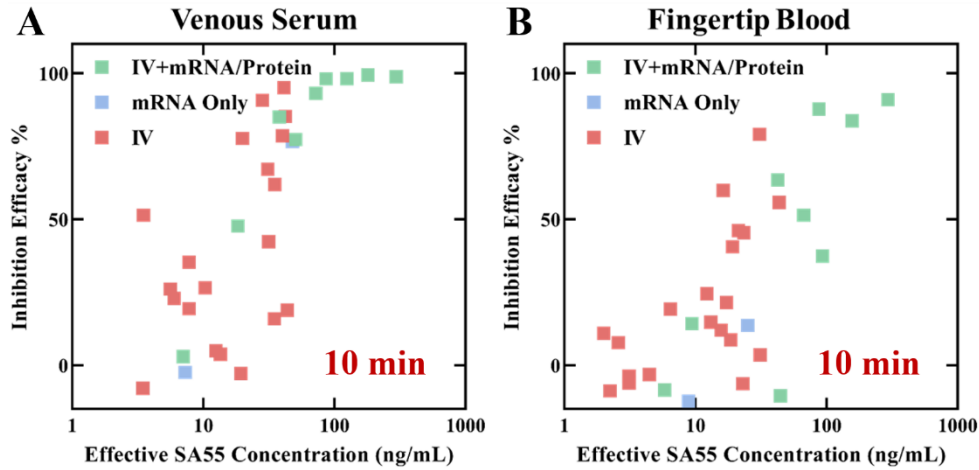 A Venous Serum
Inhibition Efficacy %
100
50
0
IV+mRNA/Protein
mRNA Only
IV
10 min
1 10 100 1000
Effective SA55 Concentration (ng/mL)
B Fingertip Blood
Inhibition Efficacy %
100
50
0
IV+mRNA/Protein
mRNA Only
IV
10 min
1 10 100 1000
Effective SA55 Concentration (ng/mL)